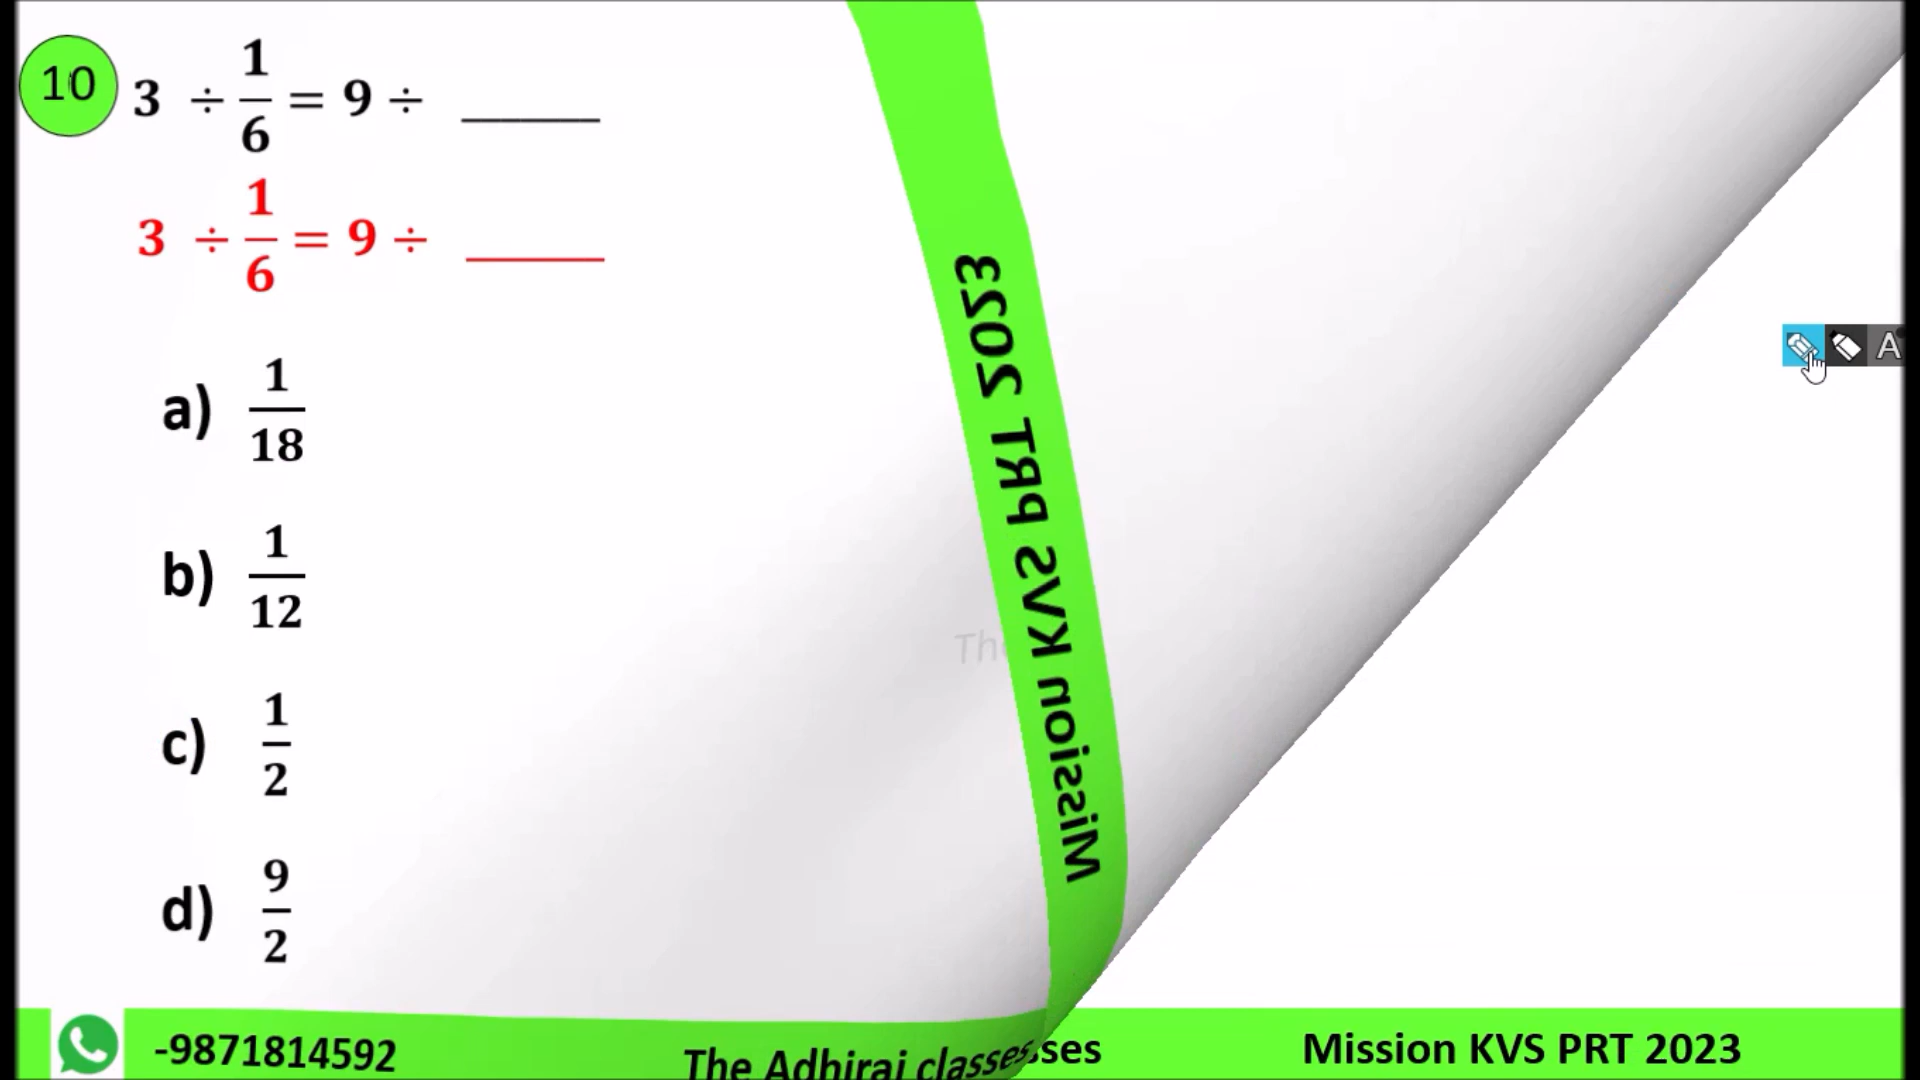 10 3 ÷ 1/6 = 9 ÷ _____
3 ÷ 1/6 = 9 ÷ _____
a) 1/18
b) 1/12
c) 1/2
d) 9/2
Mission KVS PRT 2023
A
-9871814592
The Adhiraj classes
Mission KVS PRT 2023